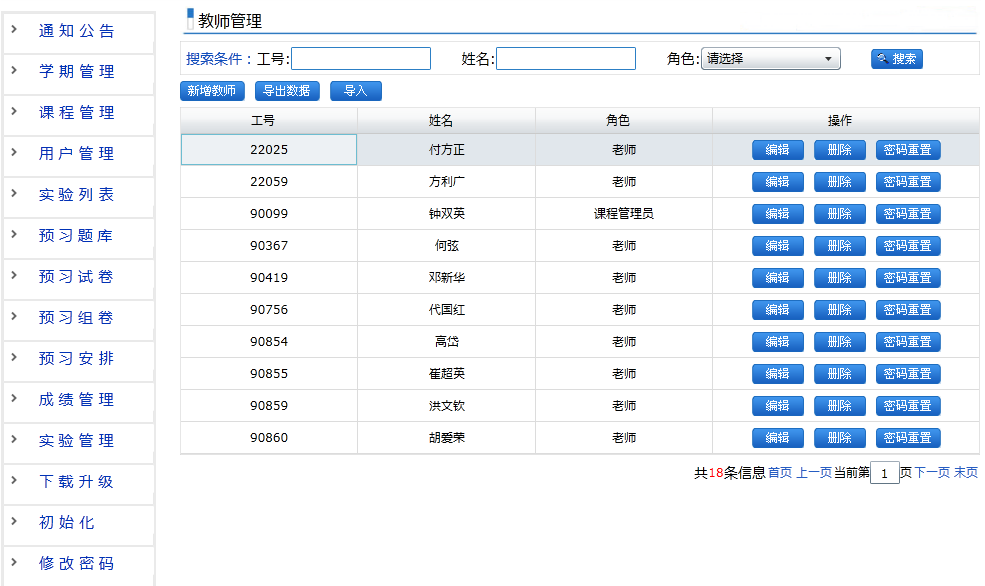 通知公告
学期管理
课程管理
用户管理
实验列表
预习题库
预习试卷
预习组卷
预习安排
成绩管理
实验管理
下载升级
初始化
修改密码
教师管理
搜索条件：工号: 姓名: 角色: 请选择 搜索
新增教师 导出数据 导入
工号 姓名 角色 操作
22025 付方正 老师 编辑 删除 密码重置
22059 方利广 老师 编辑 删除 密码重置
90099 钟双英 课程管理员 编辑 删除 密码重置
90367 何弦 老师 编辑 删除 密码重置
90419 邓新华 老师 编辑 删除 密码重置
90756 代国红 老师 编辑 删除 密码重置
90854 高岱 老师 编辑 删除 密码重置
90855 崔超英 老师 编辑 删除 密码重置
90859 洪文钦 老师 编辑 删除 密码重置
90860 胡爱荣 老师 编辑 删除 密码重置
共18条信息 首页 上一页 当前第 1 页 下一页 末页